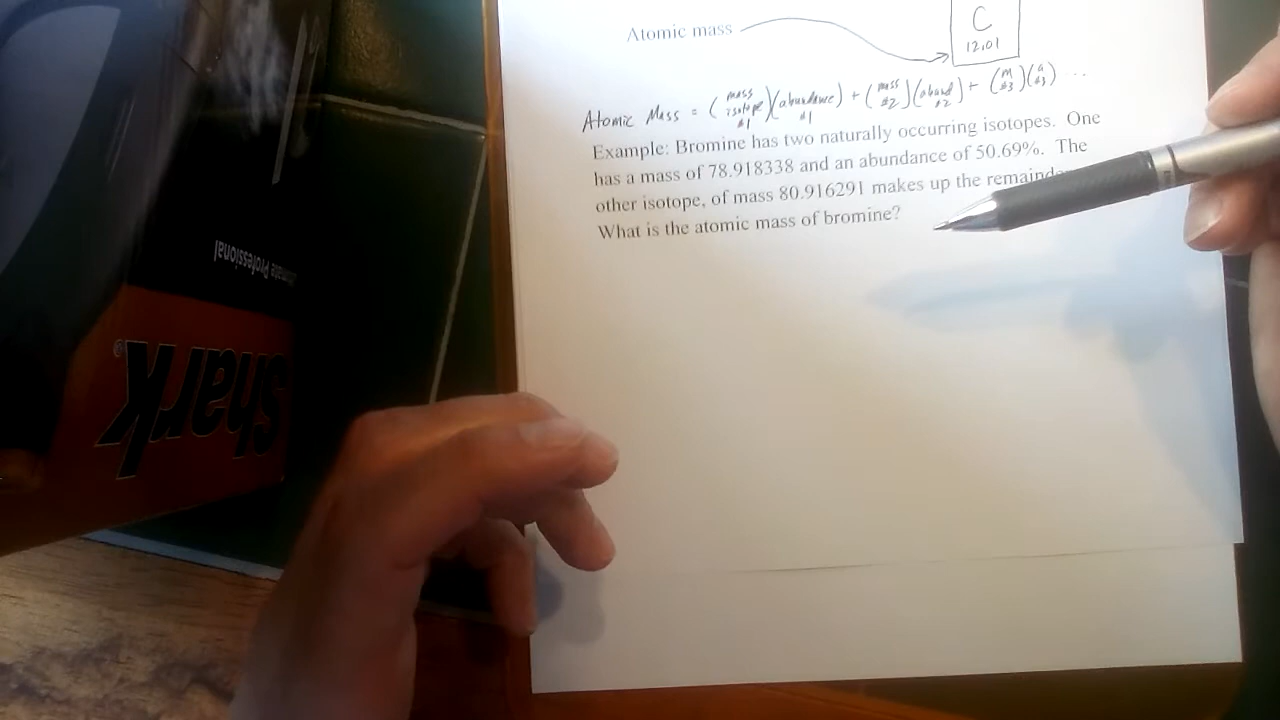 Atomic mass
C
12.01
Atomic Mass = (mass isotope #1)(abundance #1) + (mass #2)(abund #2) + (m #3)(a #3) ...
Example: Bromine has two naturally occurring isotopes. One
has a mass of 78.918338 and an abundance of 50.69%. The
other isotope, of mass 80.916291 makes up the remaind
What is the atomic mass of bromine?
Professional
Shark